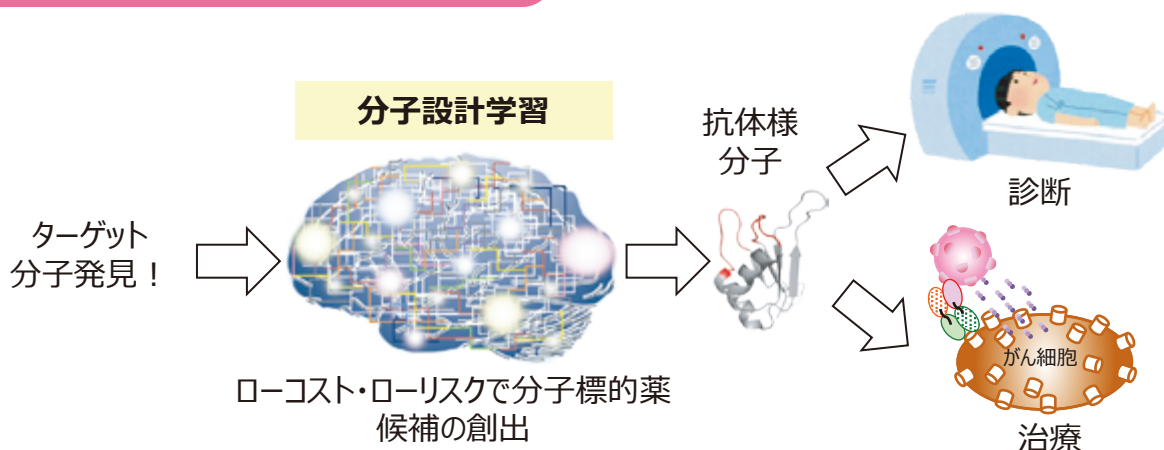 分子設計学習
ターゲット
分子発見！
ローコスト・ローリスクで分子標的薬
候補の創出
抗体様
分子
診断
がん細胞
治療